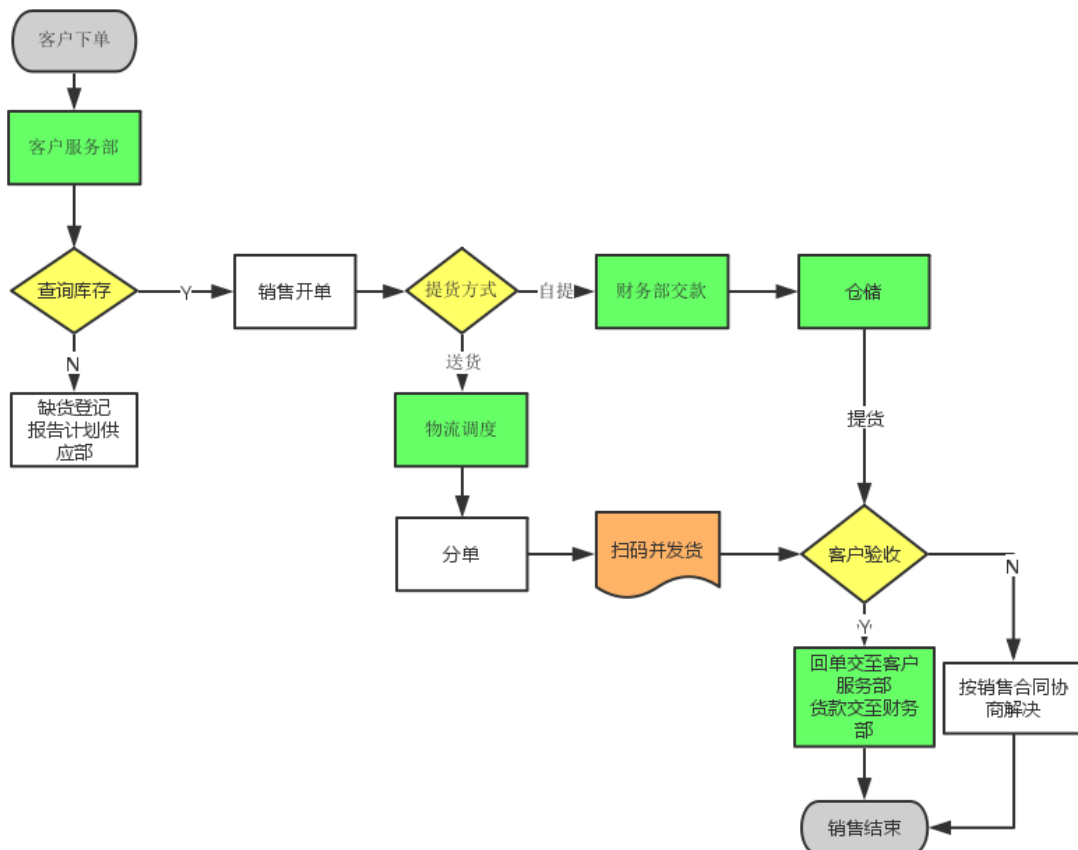 客户下单
客户服务部
查询库存
Y
销售开单
提货方式
自提
财务部交款
仓储
N
送货
缺货登记
报告计划供
应部
物流调度
提货
分单
扫码并发货
客户验收
N
Y
回单交至客户
服务部
货款交至财务
部
按销售合同协
商解决
销售结束